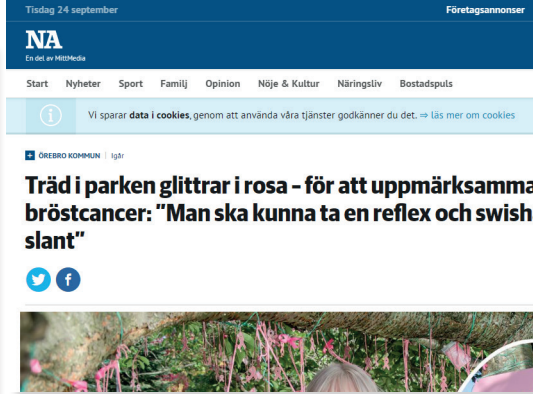 Tisdag 24 september
Företagsannonser
NA
En del av MittMedia
Start Nyheter Sport Familj Opinion Nöje & Kultur Näringsliv Bostadspuls
Vi sparar data i cookies, genom att använda våra tjänster godkänner du det. ⇒ läs mer om cookies
+ ÖREBRO KOMMUN | Igår
Träd i parken glittrar i rosa – för att uppmärksamma
bröstcancer: "Man ska kunna ta en reflex och swish
slant"